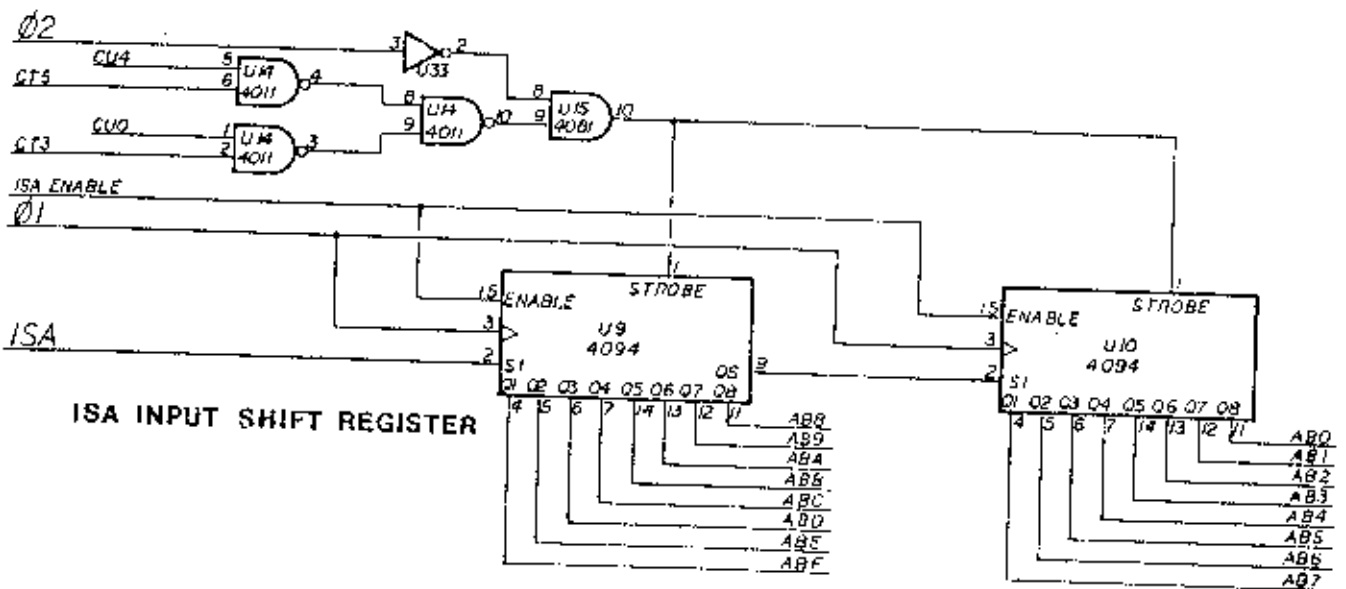 Ø2
3
2
U33
CU4
5
U14
4
CT5
6
4011
8
U14
10
9
4011
8
U15
10
9
4081
CU0
1
U14
3
CT3
2
4011
ISA ENABLE
Ø1
1
15
ENABLE
STROBE
3
U9
4094
ISA
2
SI
QS
9
Q1 Q2 Q3 Q4 Q5 Q6 Q7 Q8
4 5 6 7 14 13 12 11
1
15
ENABLE
STROBE
3
U10
4094
2
SI
Q1 Q2 Q3 Q4 Q5 Q6 Q7 Q8
4 5 6 7 14 13 12 11
ISA INPUT SHIFT REGISTER
AB8
AB9
ABA
ABB
ABC
ABD
ABE
ABF
AB0
AB1
AB2
AB3
AB4
AB5
AB6
AB7